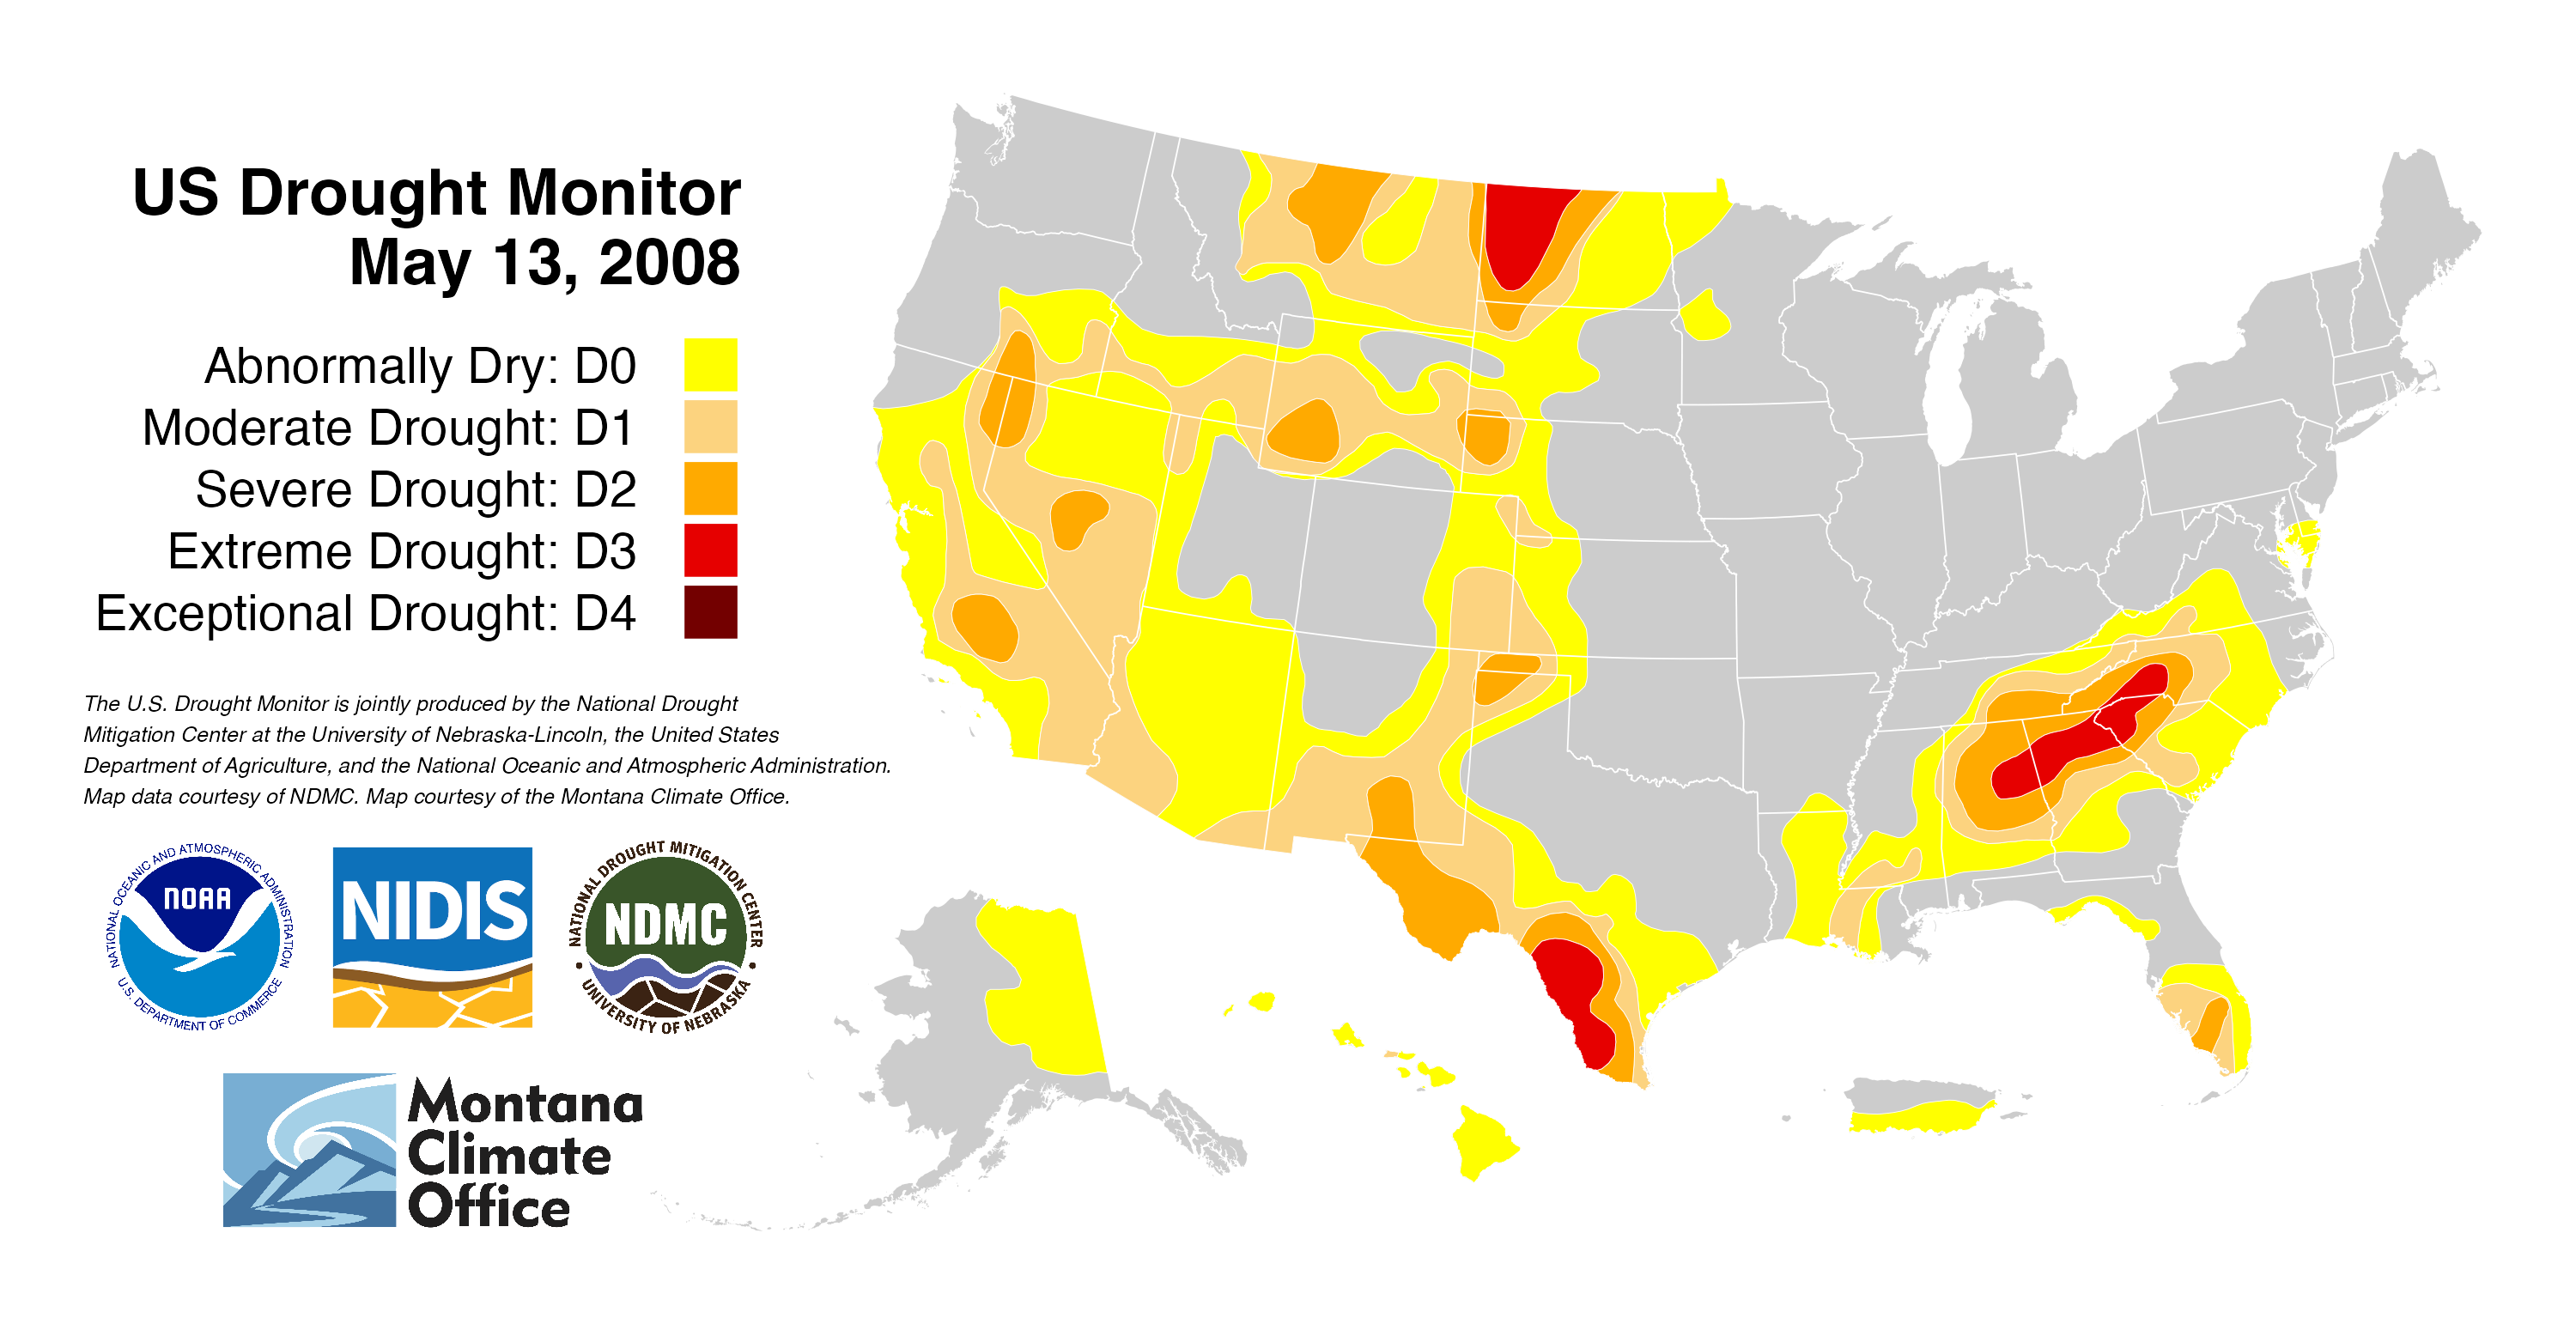 US Drought Monitor
May 13, 2008
Abnormally Dry: D0
Moderate Drought: D1
Severe Drought: D2
Extreme Drought: D3
Exceptional Drought: D4
The U.S. Drought Monitor is jointly produced by the National Drought
Mitigation Center at the University of Nebraska-Lincoln, the United States
Department of Agriculture, and the National Oceanic and Atmospheric Administration.
Map data courtesy of NDMC. Map courtesy of the Montana Climate Office.
NATIONAL OCEANIC AND ATMOSPHERIC ADMINISTRATION
NOAA
U.S. DEPARTMENT OF COMMERCE
NIDIS
NATIONAL DROUGHT MITIGATION CENTER
NDMC
UNIVERSITY OF NEBRASKA
Montana
Climate
Office